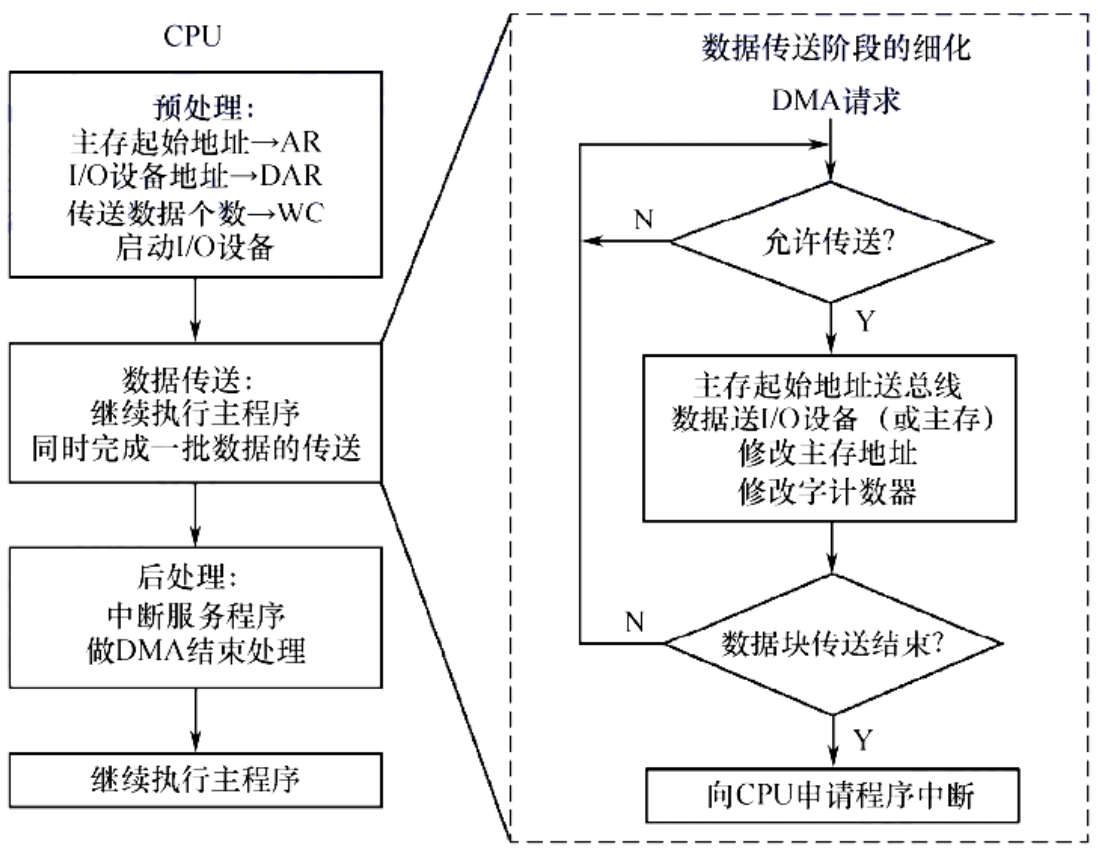 CPU
预处理：
主存起始地址→AR
I/O设备地址→DAR
传送数据个数→WC
启动I/O设备
数据传送：
继续执行主程序
同时完成一批数据的传送
后处理：
中断服务程序
做DMA结束处理
继续执行主程序
数据传送阶段的细化
DMA请求
允许传送？
N
Y
主存起始地址送总线
数据送I/O设备（或主存）
修改主存地址
修改字计数器
数据块传送结束？
N
Y
向CPU申请程序中断